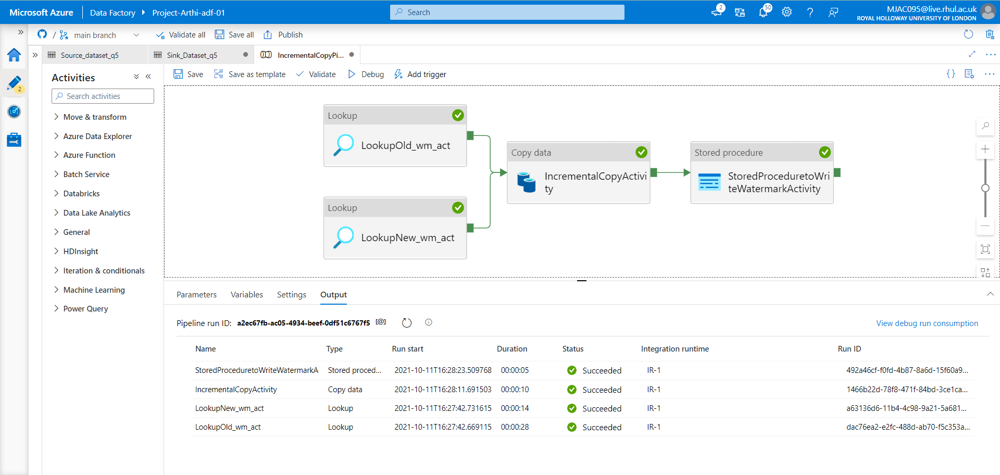 Microsoft Azure
Data Factory
Project-Arthi-adf-01
Search
2
50
MJAC095@live.rhul.ac.uk
ROYAL HOLLOWAY UNIVERSITY OF LONDON
/
main branch
Validate all
Save all
Publish
Source_dataset_q5
Sink_Dataset_q5
IncrementalCopyPi...
2
Activities
Save
Save as template
Validate
Debug
Add trigger
{}
Search activities
Move & transform
Azure Data Explorer
Azure Function
Batch Service
Databricks
Data Lake Analytics
General
HDInsight
Iteration & conditionals
Machine Learning
Power Query
Lookup
LookupOld_wm_act
Lookup
LookupNew_wm_act
Copy data
IncrementalCopyActivi
ty
Stored procedure
StoredProceduretoWri
teWatermarkActivity
Parameters
Variables
Settings
Output
Pipeline run ID: a2ec67fb-ac05-4934-beef-0df51c6767f5 [@]
View debug run consumption
Name Type Run start Duration Status Integration runtime Run ID
StoredProceduretoWriteWatermarkA Stored proced... 2021-10-11T16:28:23.509768 00:00:05 Succeeded IR-1 492a46cf-f0fd-4b87-8a6d-15f60a9...
IncrementalCopyActivity Copy data 2021-10-11T16:28:11.691503 00:00:10 Succeeded IR-1 1466b22d-78f8-471f-84bd-3ce1ca...
LookupNew_wm_act Lookup 2021-10-11T16:27:42.731615 00:00:14 Succeeded IR-1 a63136d6-11b4-4c98-9a21-5a681...
LookupOld_wm_act Lookup 2021-10-11T16:27:42.669115 00:00:28 Succeeded IR-1 dac76ea2-e2fc-488d-ab70-f5c353a...